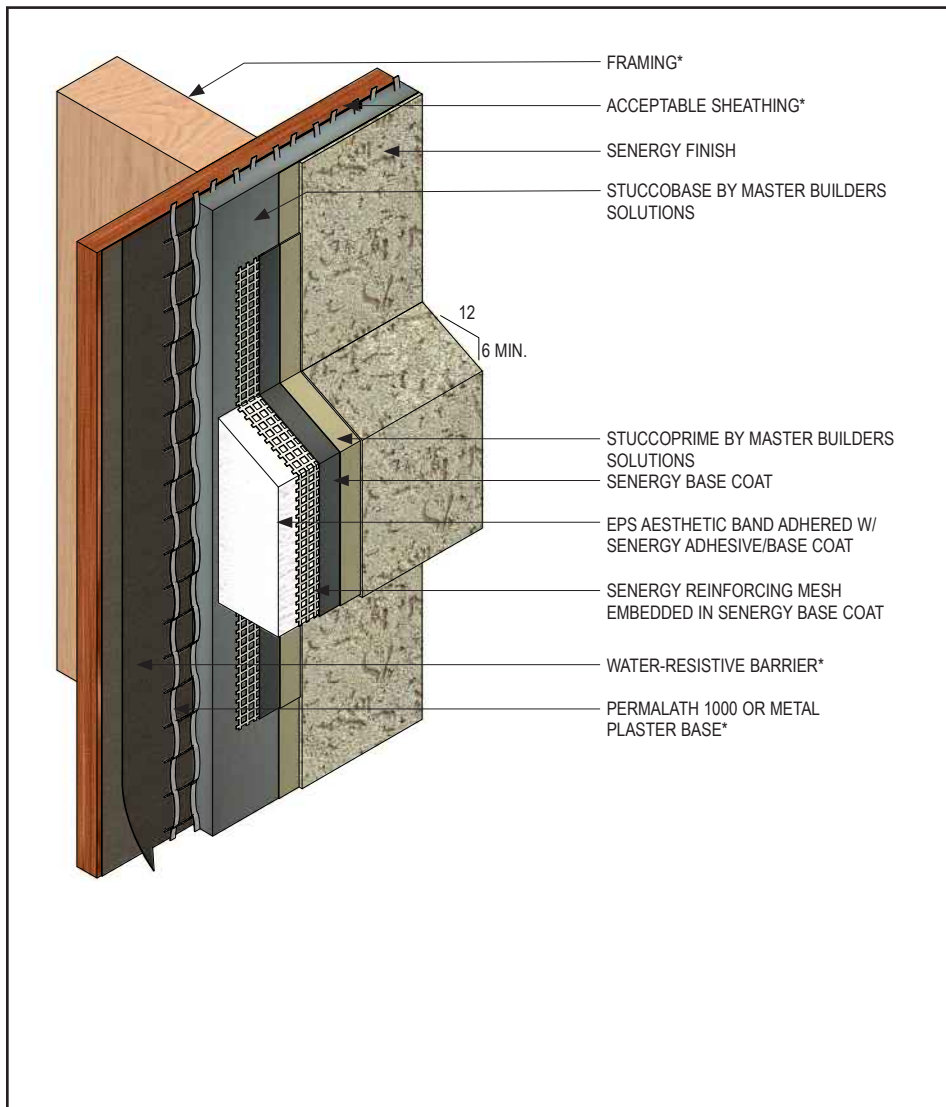 FRAMING*
ACCEPTABLE SHEATHING*
SENERGY FINISH
STUCCOBASE BY MASTER BUILDERS
SOLUTIONS
12
6 MIN.
STUCCOPRIME BY MASTER BUILDERS
SOLUTIONS
SENERGY BASE COAT
EPS AESTHETIC BAND ADHERED W/
SENERGY ADHESIVE/BASE COAT
SENERGY REINFORCING MESH
EMBEDDED IN SENERGY BASE COAT
WATER-RESISTIVE BARRIER*
PERMALATH 1000 OR METAL
PLASTER BASE*